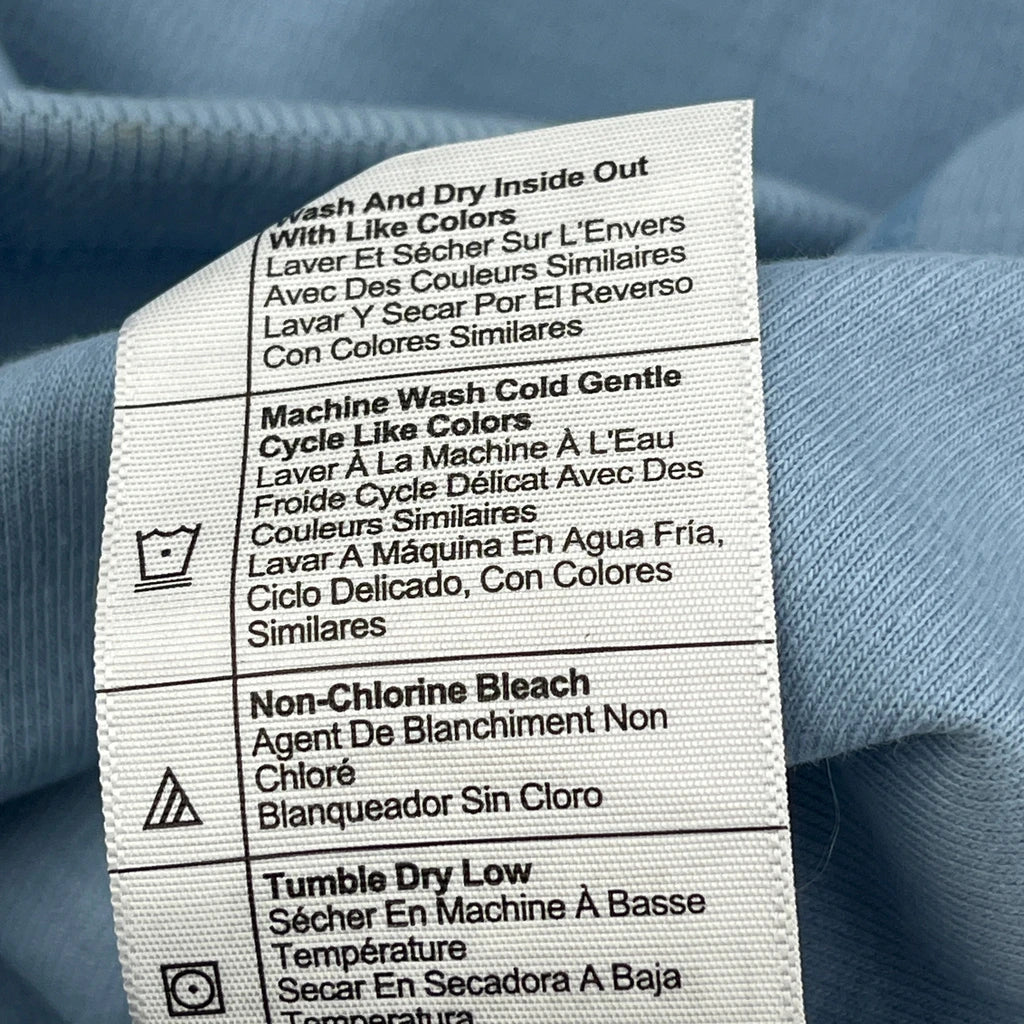 Wash And Dry Inside Out
With Like Colors
Laver Et Sécher Sur L'Envers
Avec Des Couleurs Similaires
Lavar Y Secar Por El Reverso
Con Colores Similares
Machine Wash Cold Gentle
Cycle Like Colors
Laver À La Machine À L'Eau
Froide Cycle Délicat Avec Des
Couleurs Similaires
Lavar A Máquina En Agua Fría,
Ciclo Delicado, Con Colores
Similares
Non-Chlorine Bleach
Agent De Blanchiment Non
Chloré
Blanqueador Sin Cloro
Tumble Dry Low
Sécher En Machine À Basse
Température
Secar En Secadora A Baja
Temperatura